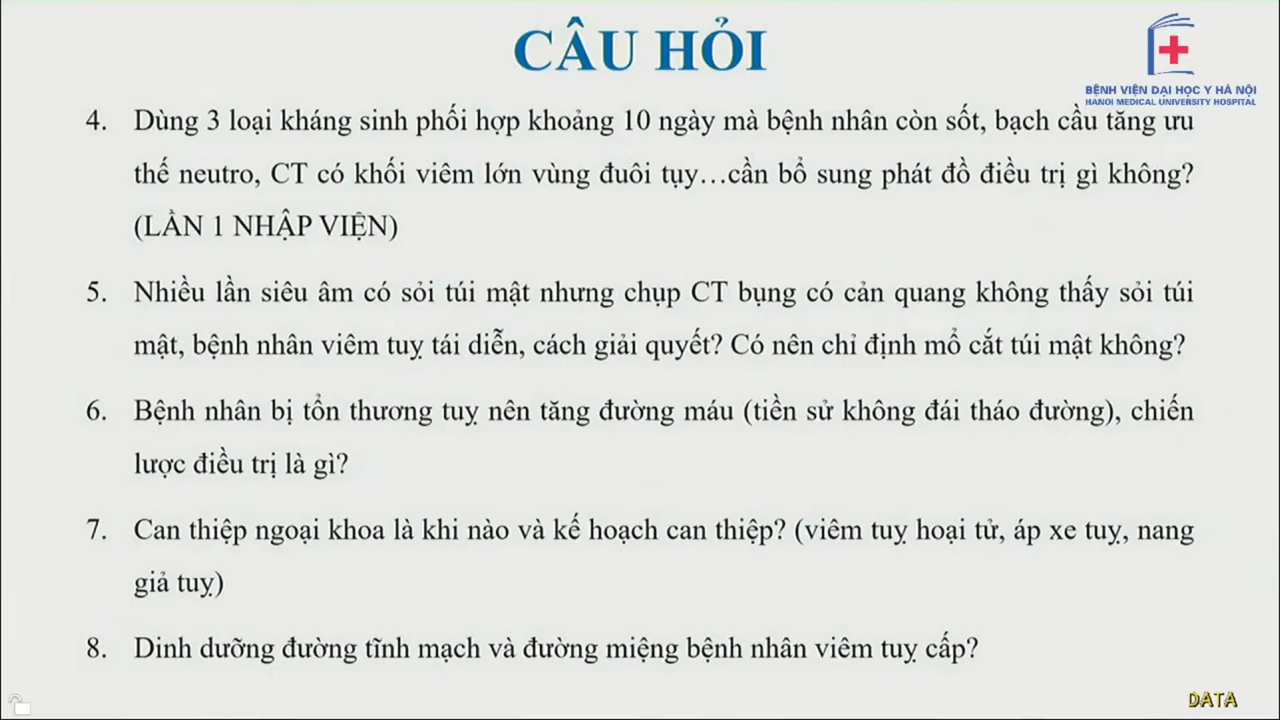 CÂU HỎI
BỆNH VIỆN ĐẠI HỌC Y HÀ NỘI
HANOI MEDICAL UNIVERSITY HOSPITAL
4. Dùng 3 loại kháng sinh phối hợp khoảng 10 ngày mà bệnh nhân còn sốt, bạch cầu tăng ưu
thế neutro, CT có khối viêm lớn vùng đuôi tụy...cần bổ sung phát đồ điều trị gì không?
(LẦN 1 NHẬP VIỆN)
5. Nhiều lần siêu âm có sỏi túi mật nhưng chụp CT bụng có cản quang không thấy sỏi túi
mật, bệnh nhân viêm tuỵ tái diễn, cách giải quyết? Có nên chỉ định mổ cắt túi mật không?
6. Bệnh nhân bị tổn thương tuỵ nên tăng đường máu (tiền sử không đái tháo đường), chiến
lược điều trị là gì?
7. Can thiệp ngoại khoa là khi nào và kế hoạch can thiệp? (viêm tuỵ hoại tử, áp xe tuỵ, nang
giả tuỵ)
8. Dinh dưỡng đường tĩnh mạch và đường miệng bệnh nhân viêm tuỵ cấp?
DATA